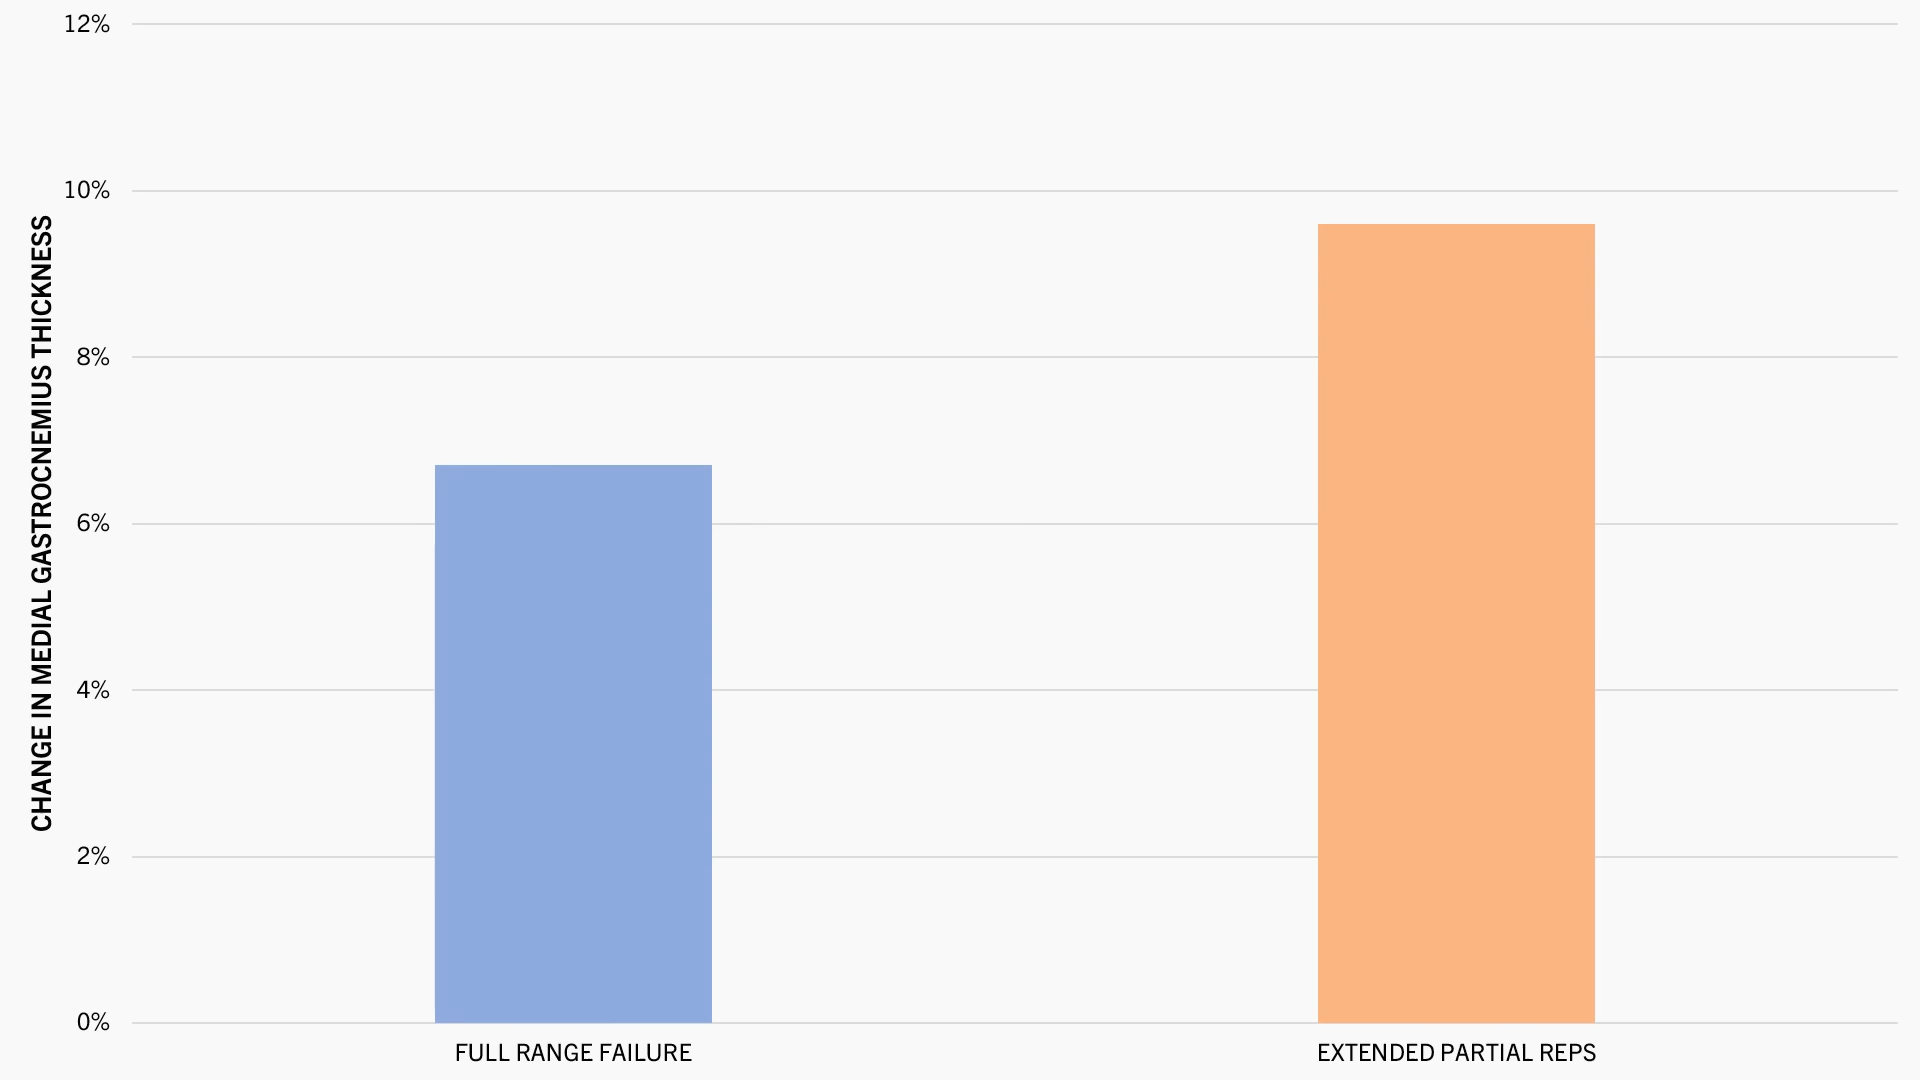 12%
10%
8%
6%
4%
2%
0%
CHANGE IN MEDIAL GASTROCNEMIUS THICKNESS
FULL RANGE FAILURE
EXTENDED PARTIAL REPS